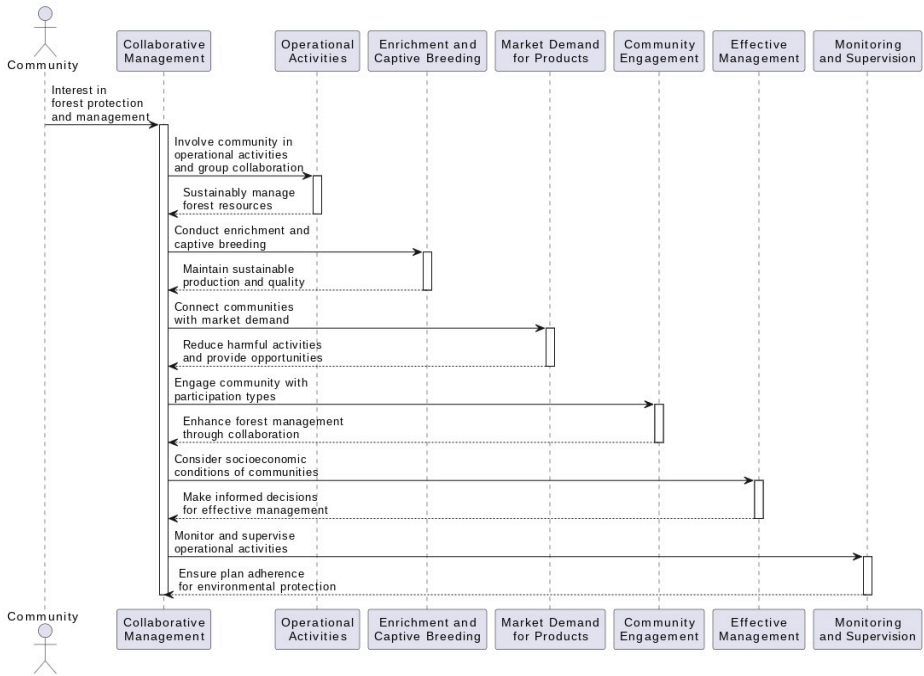 Community
Collaborative
Management
Operational
Activities
Enrichment and
Captive Breeding
Market Demand
for Products
Community
Engagement
Effective
Management
Monitoring
and Supervision
Interest in
forest protection
and management
Involve community in
operational activities
and group collaboration
Sustainably manage
forest resources
Conduct enrichment and
captive breeding
Maintain sustainable
production and quality
Connect communities
with market demand
Reduce harmful activities
and provide opportunities
Engage community with
participation types
Enhance forest management
through collaboration
Consider socioeconomic
conditions of communities
Make informed decisions
for effective management
Monitor and supervise
operational activities
Ensure plan adherence
for environmental protection
Community
Collaborative
Management
Operational
Activities
Enrichment and
Captive Breeding
Market Demand
for Products
Community
Engagement
Effective
Management
Monitoring
and Supervision